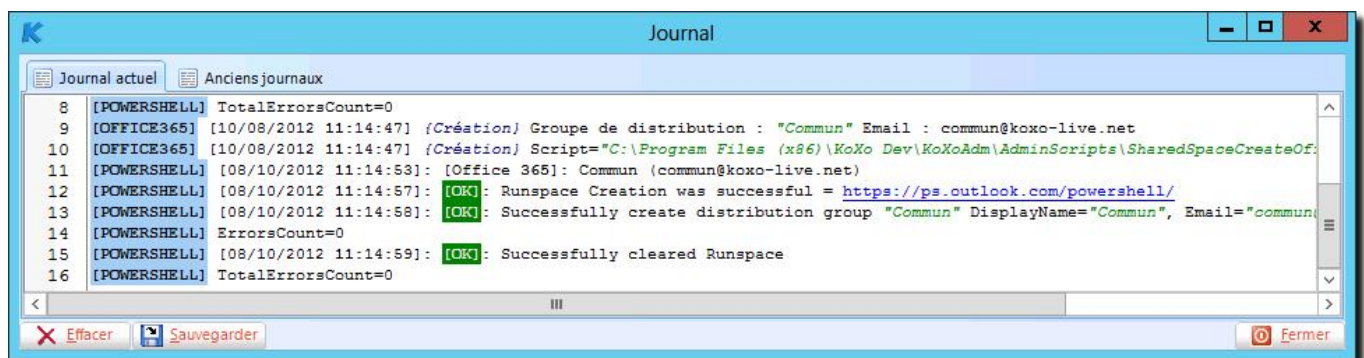 Journal
Journal actuel Anciens journaux
8 [POWERSHELL] TotalErrorsCount=0
9 [OFFICE365] [10/08/2012 11:14:47] {Création} Groupe de distribution : "Commun" Email : commun@koxo-live.net
10 [OFFICE365] [10/08/2012 11:14:47] {Création} Script="C:\Program Files (x86)\KoXo Dev\KoXoAdm\AdminScripts\SharedSpaceCreateOf
11 [POWERSHELL] [08/10/2012 11:14:53]: [Office 365]: Commun (commun@koxo-live.net)
12 [POWERSHELL] [08/10/2012 11:14:57]: [OK]: Runspace Creation was successful = https://ps.outlook.com/powershell/
13 [POWERSHELL] [08/10/2012 11:14:58]: [OK]: Successfully create distribution group "Commun" DisplayName="Commun", Email="commun
14 [POWERSHELL] ErrorsCount=0
15 [POWERSHELL] [08/10/2012 11:14:59]: [OK]: Successfully cleared Runspace
16 [POWERSHELL] TotalErrorsCount=0
Effacer Sauvegarder Fermer